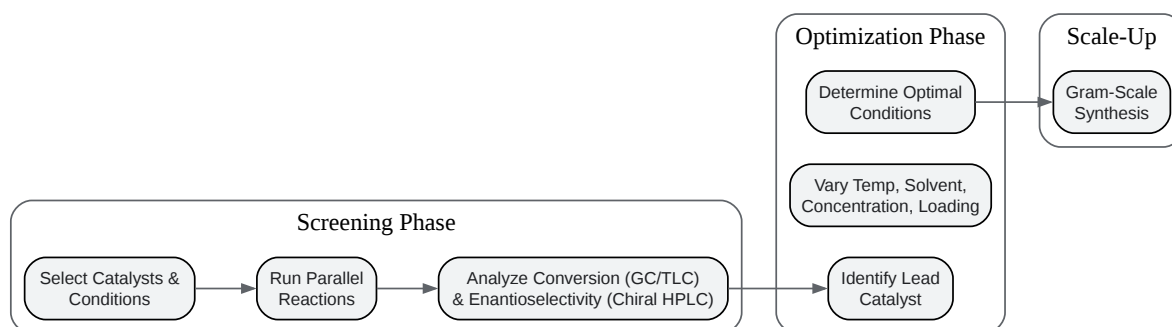 Optimization Phase
Scale-Up
Determine Optimal
Conditions
Gram-Scale
Synthesis
Vary Temp, Solvent,
Concentration, Loading
Screening Phase
Select Catalysts &
Conditions
Run Parallel
Reactions
Analyze Conversion (GC/TLC)
& Enantioselectivity (Chiral HPLC)
Identify Lead
Catalyst